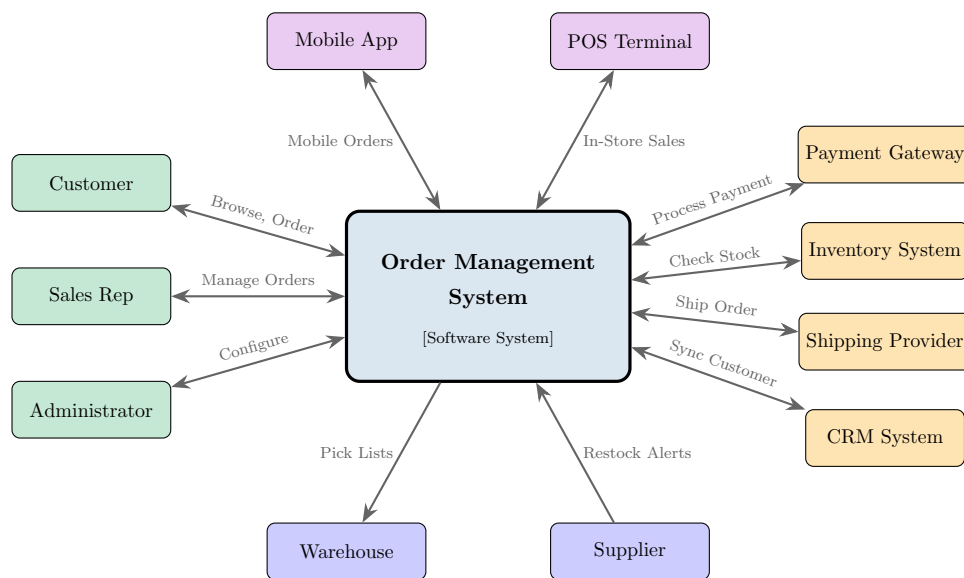 Mobile App
POS Terminal
Mobile Orders
In-Store Sales
Customer
Payment Gateway
Browse, Order
Process Payment
Order Management
System
[Software System]
Check Stock
Inventory System
Sales Rep
Manage Orders
Ship Order
Shipping Provider
Configure
Sync Customer
Administrator
CRM System
Pick Lists
Restock Alerts
Warehouse
Supplier